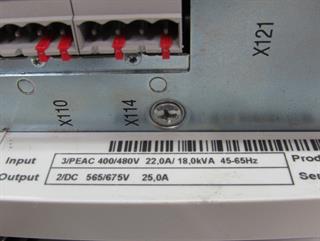 X121
X110
X114
Input 3/PEAC 400/480V 22,0A/ 18,0kVA 45-65Hz Prod
Output 2/DC 565/675V 25,0A Ser